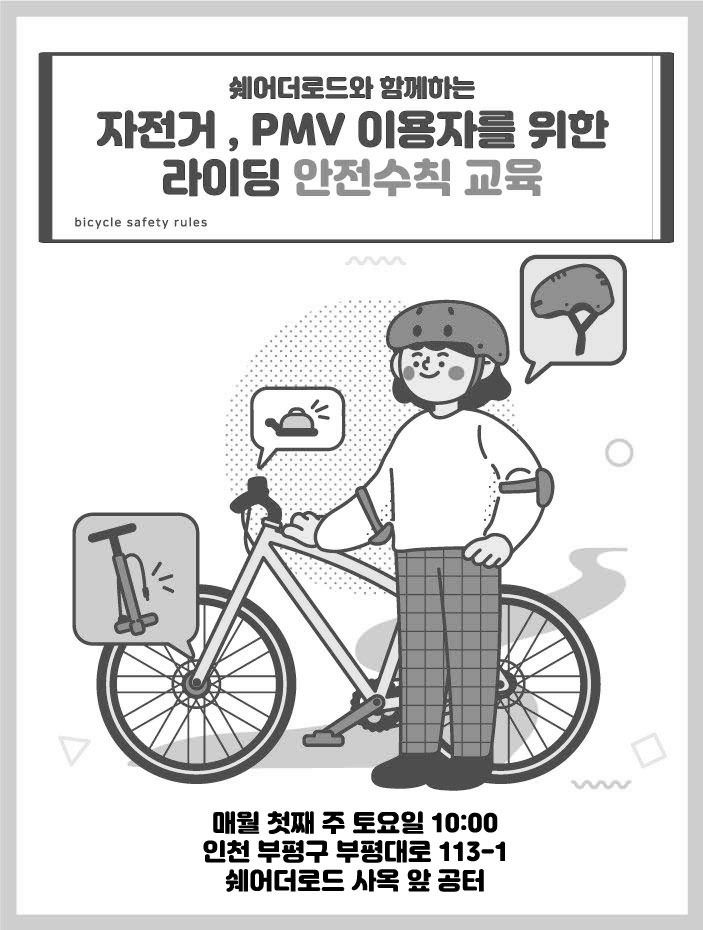 쉐어더로드와 함께하는
자전거 , PMV 이용자를 위한
라이딩 안전수칙 교육
bicycle safety rules
매월 첫째 주 토요일 10:00
인천 부평구 부평대로 113-1
쉐어더로드 사옥 앞 공터